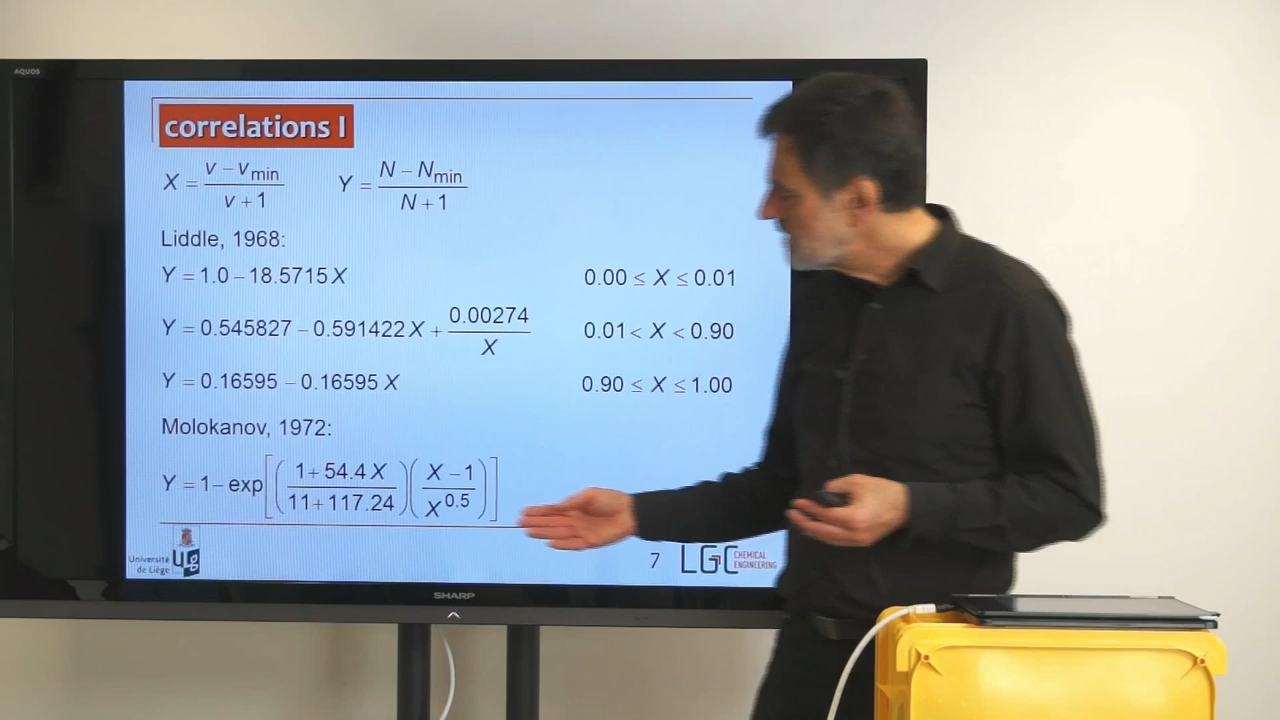 AQUOS
correlations I
X = (v − v_min)/(v + 1) Y = (N − N_min)/(N + 1)
Liddle, 1968:
Y = 1.0 − 18.5715 X 0.00 ≤ X ≤ 0.01
Y = 0.545827 − 0.591422 X + 0.00274/X 0.01 < X < 0.90
Y = 0.16595 − 0.16595 X 0.90 ≤ X ≤ 1.00
Molokanov, 1972:
Y = 1 − exp[((1 + 54.4 X)/(11 + 117.24))((X − 1)/X^0.5)]
Université
de Liège
ULg
7 LGC CHEMICAL
ENGINEERING
SHARP